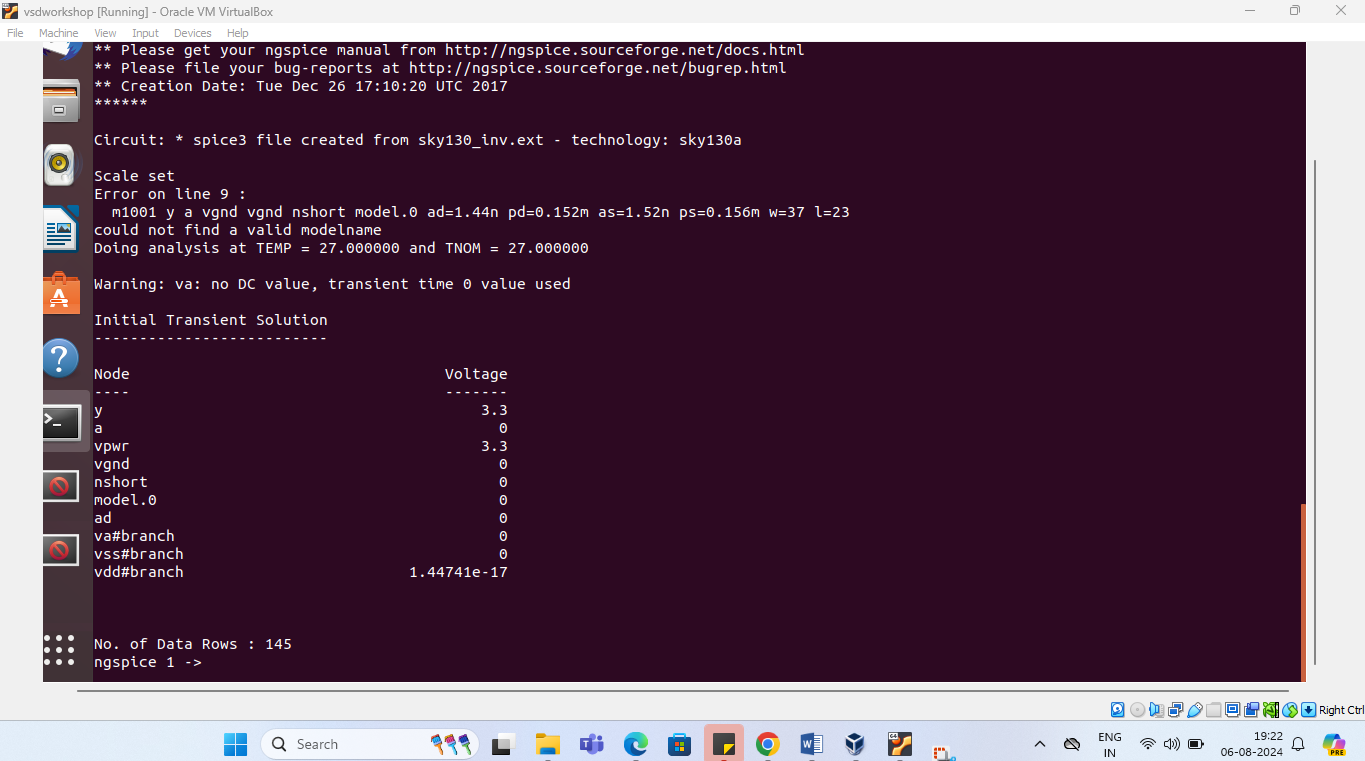 vsdworkshop [Running] - Oracle VM VirtualBox
File Machine View Input Devices Help
** Please get your ngspice manual from http://ngspice.sourceforge.net/docs.html
** Please file your bug-reports at http://ngspice.sourceforge.net/bugrep.html
** Creation Date: Tue Dec 26 17:10:20 UTC 2017
******
Circuit: * spice3 file created from sky130_inv.ext - technology: sky130a
Scale set
Error on line 9 :
m1001 y a vgnd vgnd nshort model.0 ad=1.44n pd=0.152m as=1.52n ps=0.156m w=37 l=23
could not find a valid modelname
Doing analysis at TEMP = 27.000000 and TNOM = 27.000000
Warning: va: no DC value, transient time 0 value used
Initial Transient Solution
--------------------------
Node Voltage
---- -------
y 3.3
a 0
vpwr 3.3
vgnd 0
nshort 0
model.0 0
ad 0
va#branch 0
vss#branch 0
vdd#branch 1.44741e-17
No. of Data Rows : 145
ngspice 1 ->
Right Ctrl
Search
ENG
IN
19:22
06-08-2024
PRE